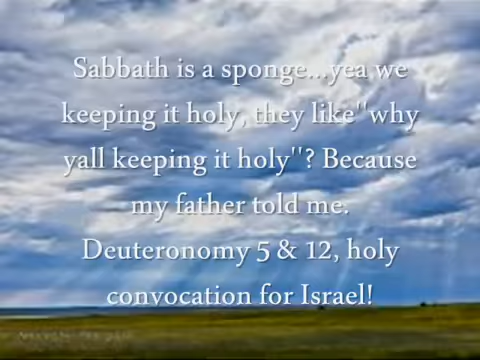 Sabbath is a sponge...yea we
keeping it holy, they like"why
yall keeping it holy"? Because
my father told me.
Deuteronomy 5 & 12, holy
convocation for Israel!